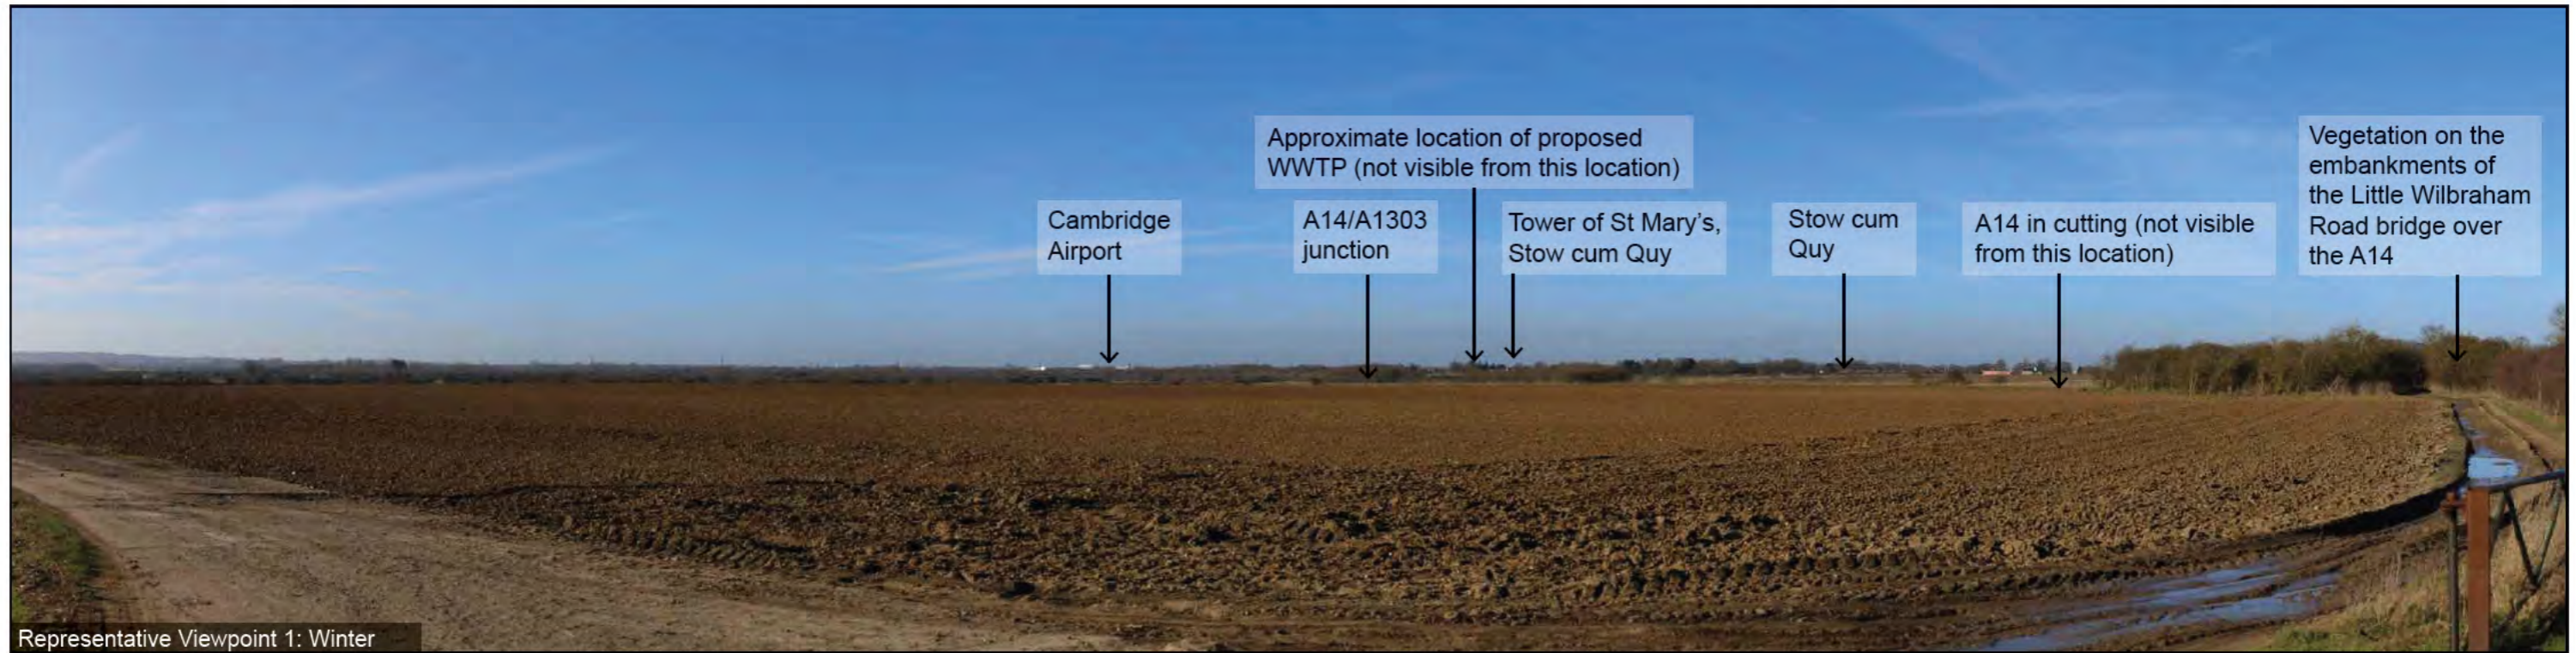 Approximate location of proposed
WWTP (not visible from this location)
Cambridge
Airport
A14/A1303
junction
Tower of St Mary’s,
Stow cum Quy
Stow cum
Quy
A14 in cutting (not visible
from this location)
Vegetation on the
embankments of
the Little Wilbraham
Road bridge over
the A14
Representative Viewpoint 1: Winter